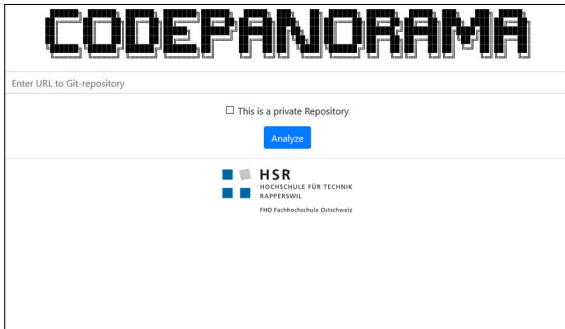 CODEPANORAMA
Enter URL to Git-repository
This is a private Repository
Analyze
HSR
HOCHSCHULE FÜR TECHNIK
RAPPERSWIL
FHO Fachhochschule Ostschweiz